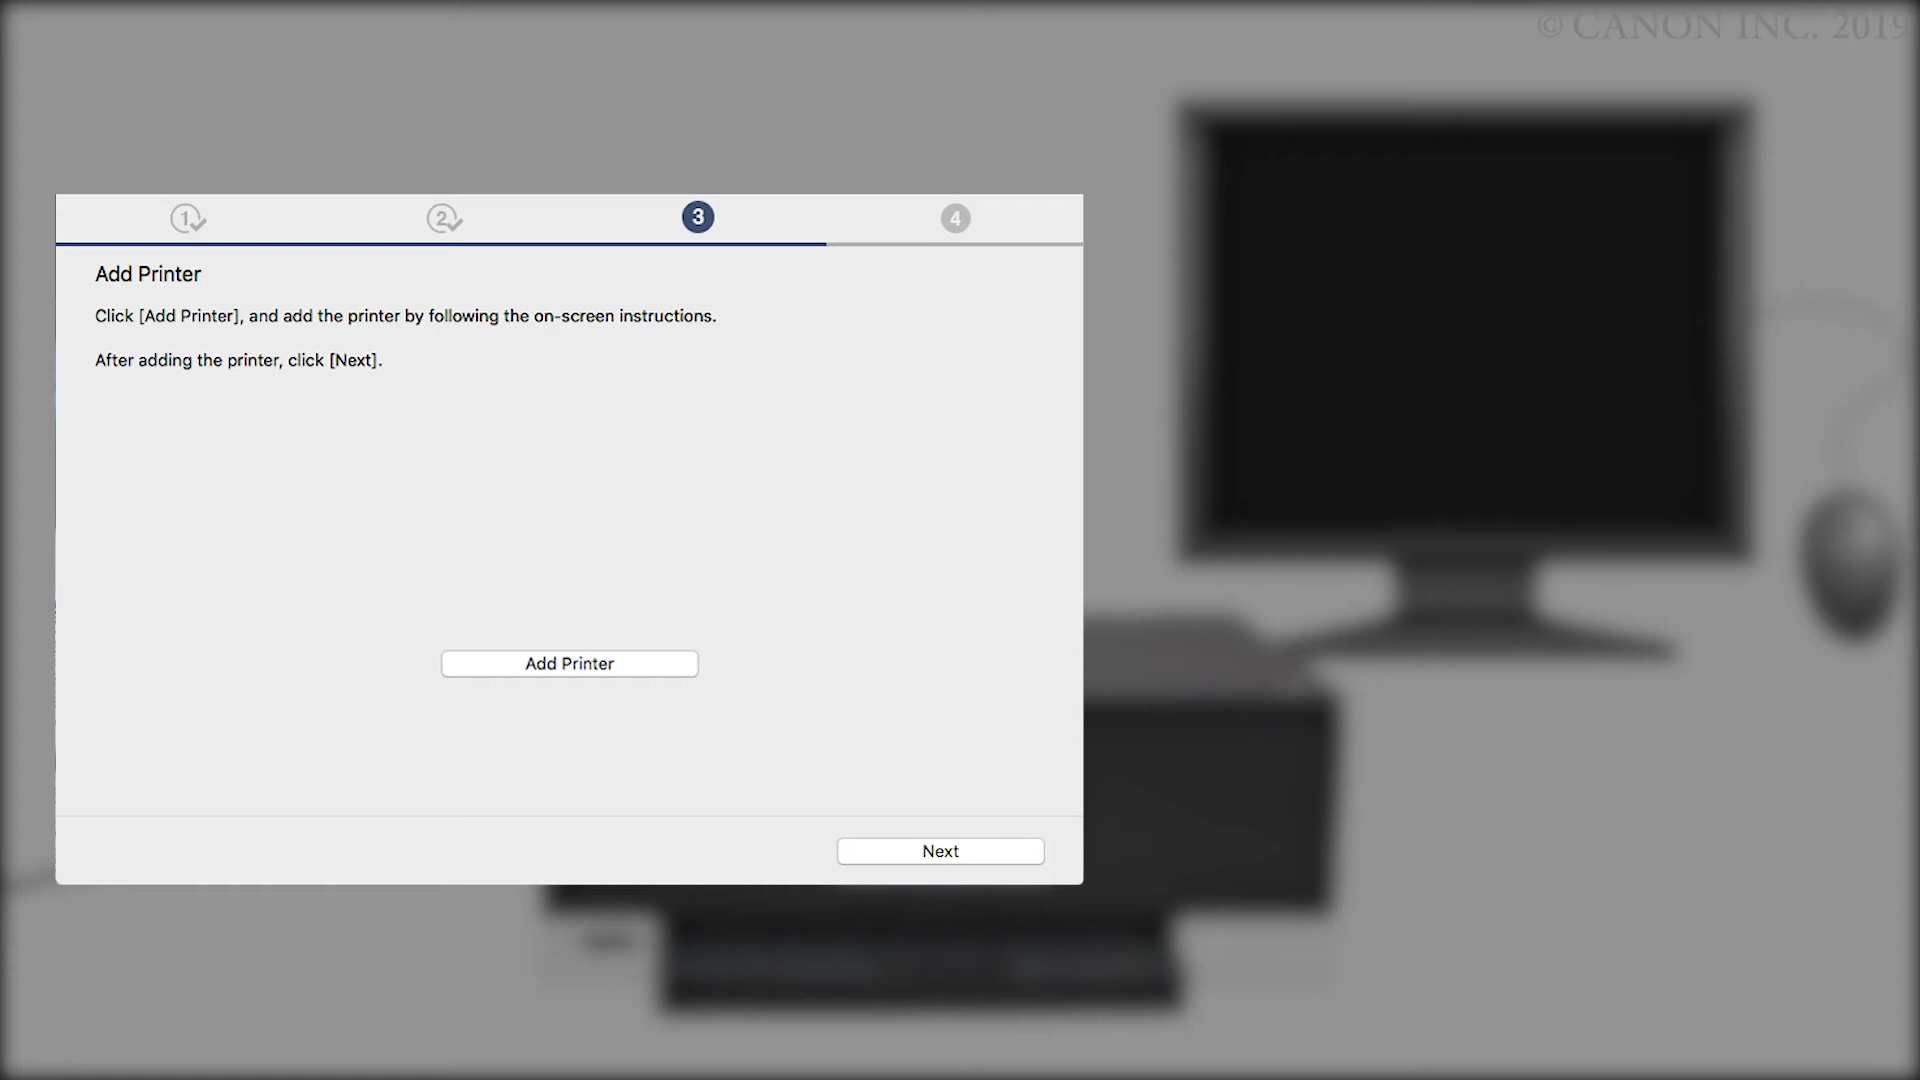 © CANON INC. 2019
1
2
3
4
Add Printer
Click [Add Printer], and add the printer by following the on-screen instructions.
After adding the printer, click [Next].
Add Printer
Next